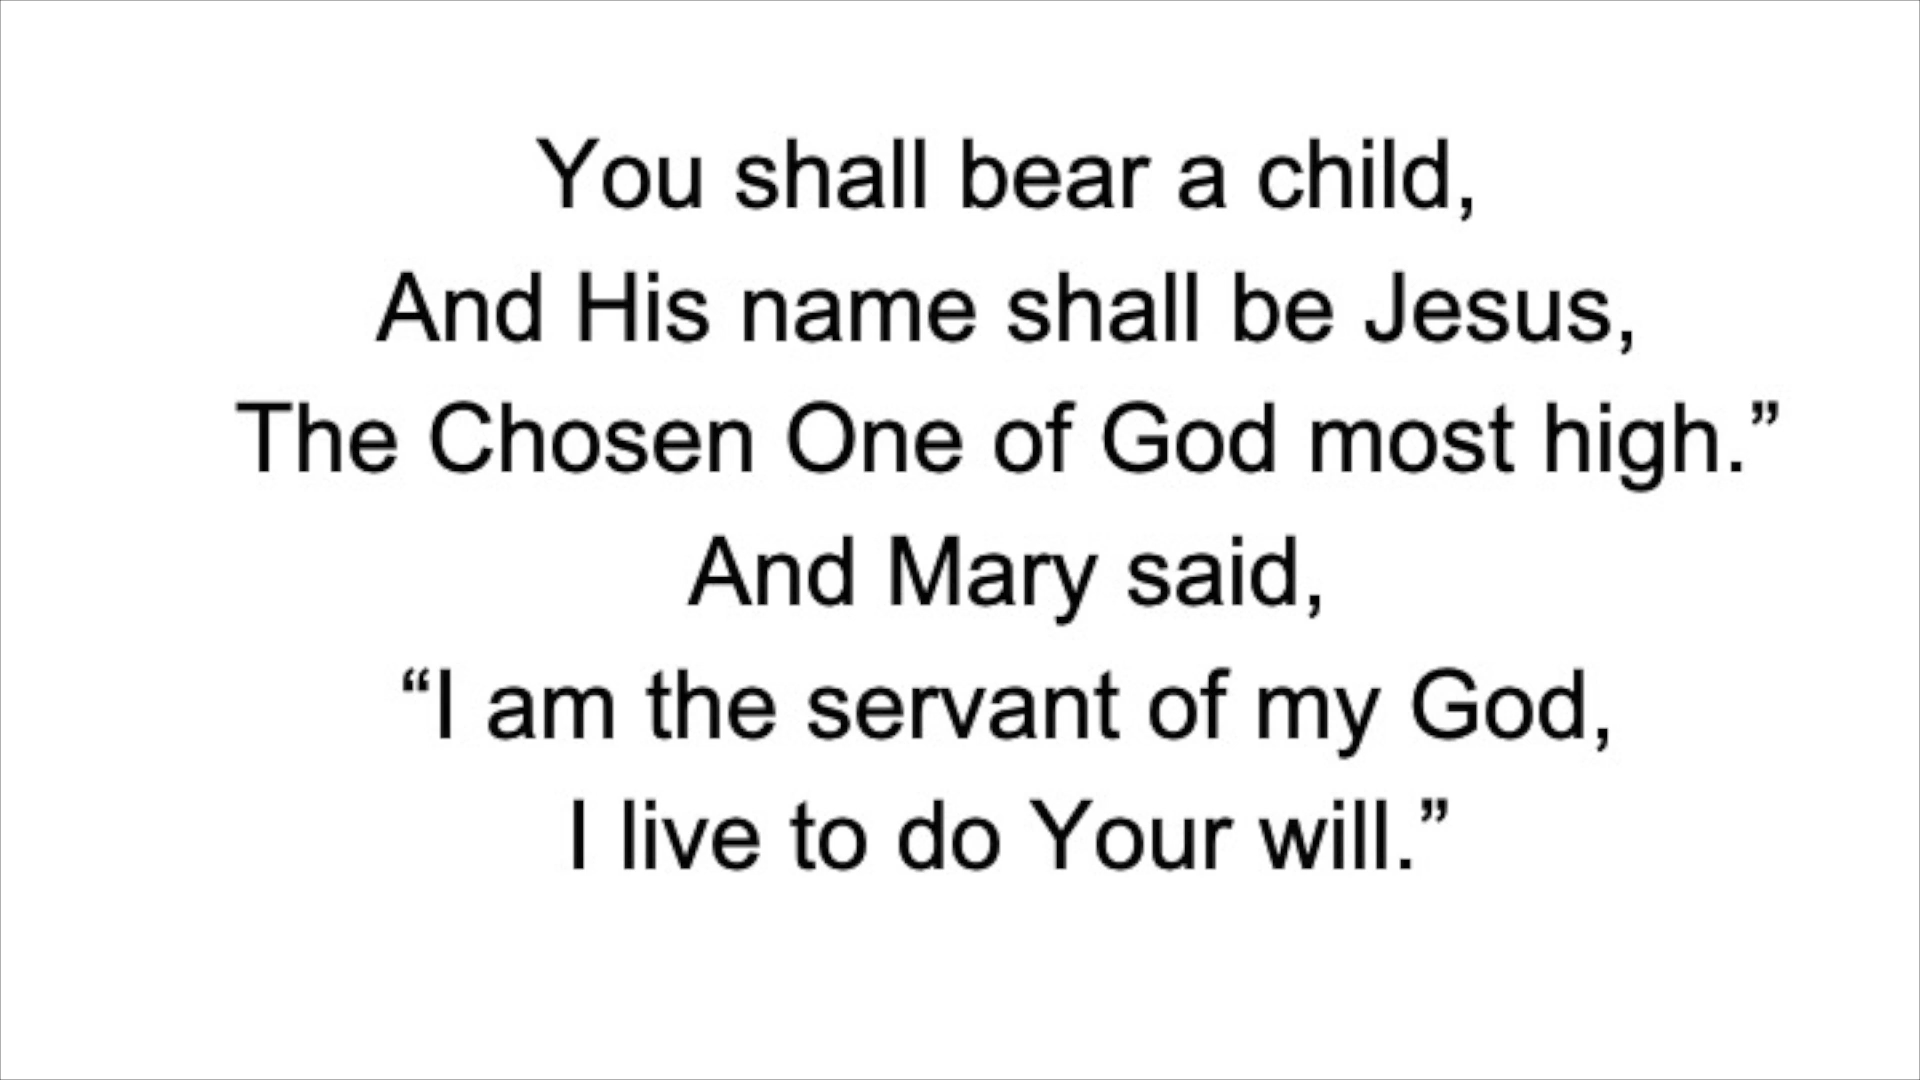 You shall bear a child,
And His name shall be Jesus,
The Chosen One of God most high.”
And Mary said,
“I am the servant of my God,
I live to do Your will.”